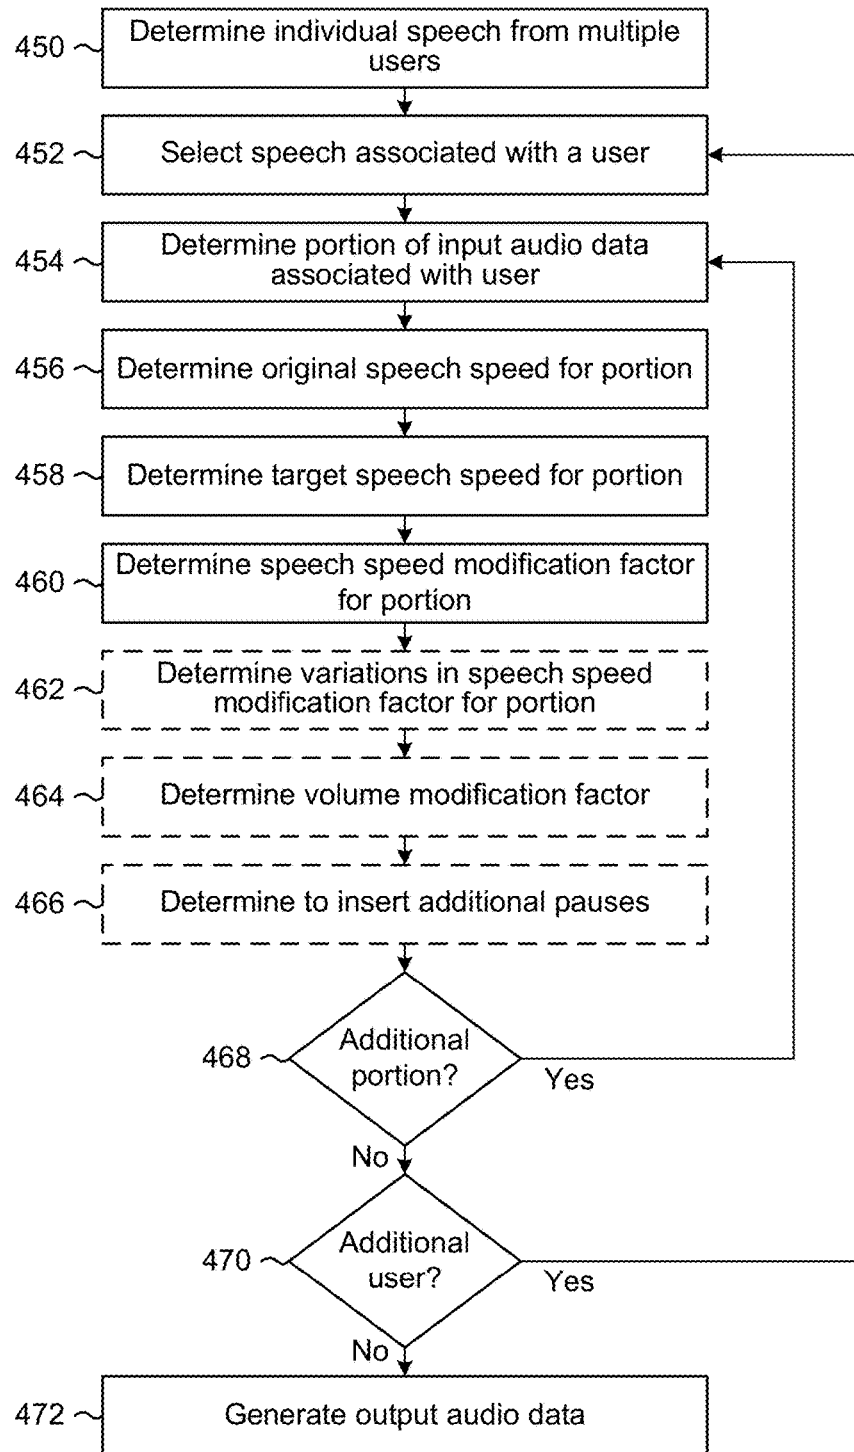 450 Determine individual speech from multiple
users
452 Select speech associated with a user
454 Determine portion of input audio data
associated with user
456 Determine original speech speed for portion
458 Determine target speech speed for portion
460 Determine speech speed modification factor
for portion
462 Determine variations in speech speed
modification factor for portion
464 Determine volume modification factor
466 Determine to insert additional pauses
468 Additional
portion?
Yes
No
470 Additional
user?
Yes
No
472 Generate output audio data